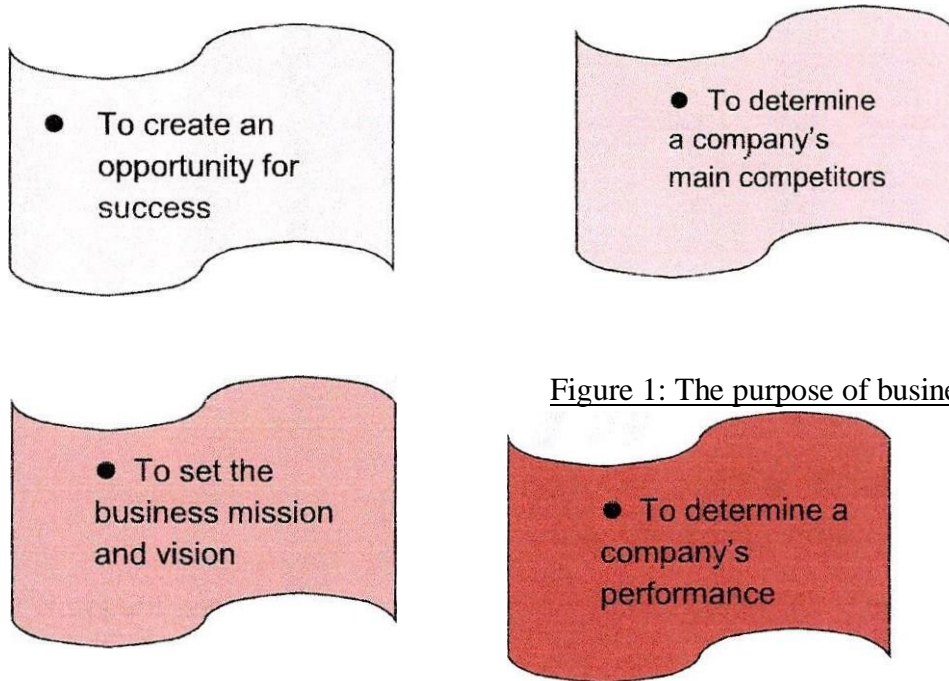 ● To create an
opportunity for
success
● To determine
a company's
main competitors
Figure 1: The purpose of busine
● To set the
business mission
and vision
● To determine a
company's
performance